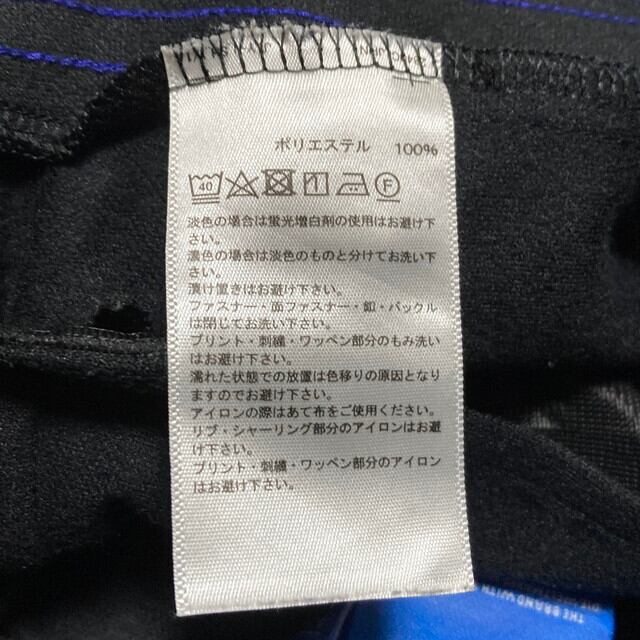 ポリエステル 100%
40 F
淡色の場合は蛍光増白剤の使用はお避け下
さい。
濃色の場合は淡色のものと分けてお洗い下
さい。
漬け置きはお避け下さい。
ファスナー・面ファスナー・釦・バックル
は閉じてお洗い下さい。
プリント・刺繍・ワッペン部分のもみ洗い
はお避け下さい。
濡れた状態での放置は色移りの原因となり
ますのでお避け下さい。
アイロンの際はあて布をご使用ください。
リブ・シャーリング部分のアイロンはお避
け下さい。
プリント・刺繍・ワッペン部分のアイロン
はお避け下さい。
THE BRAND WITH